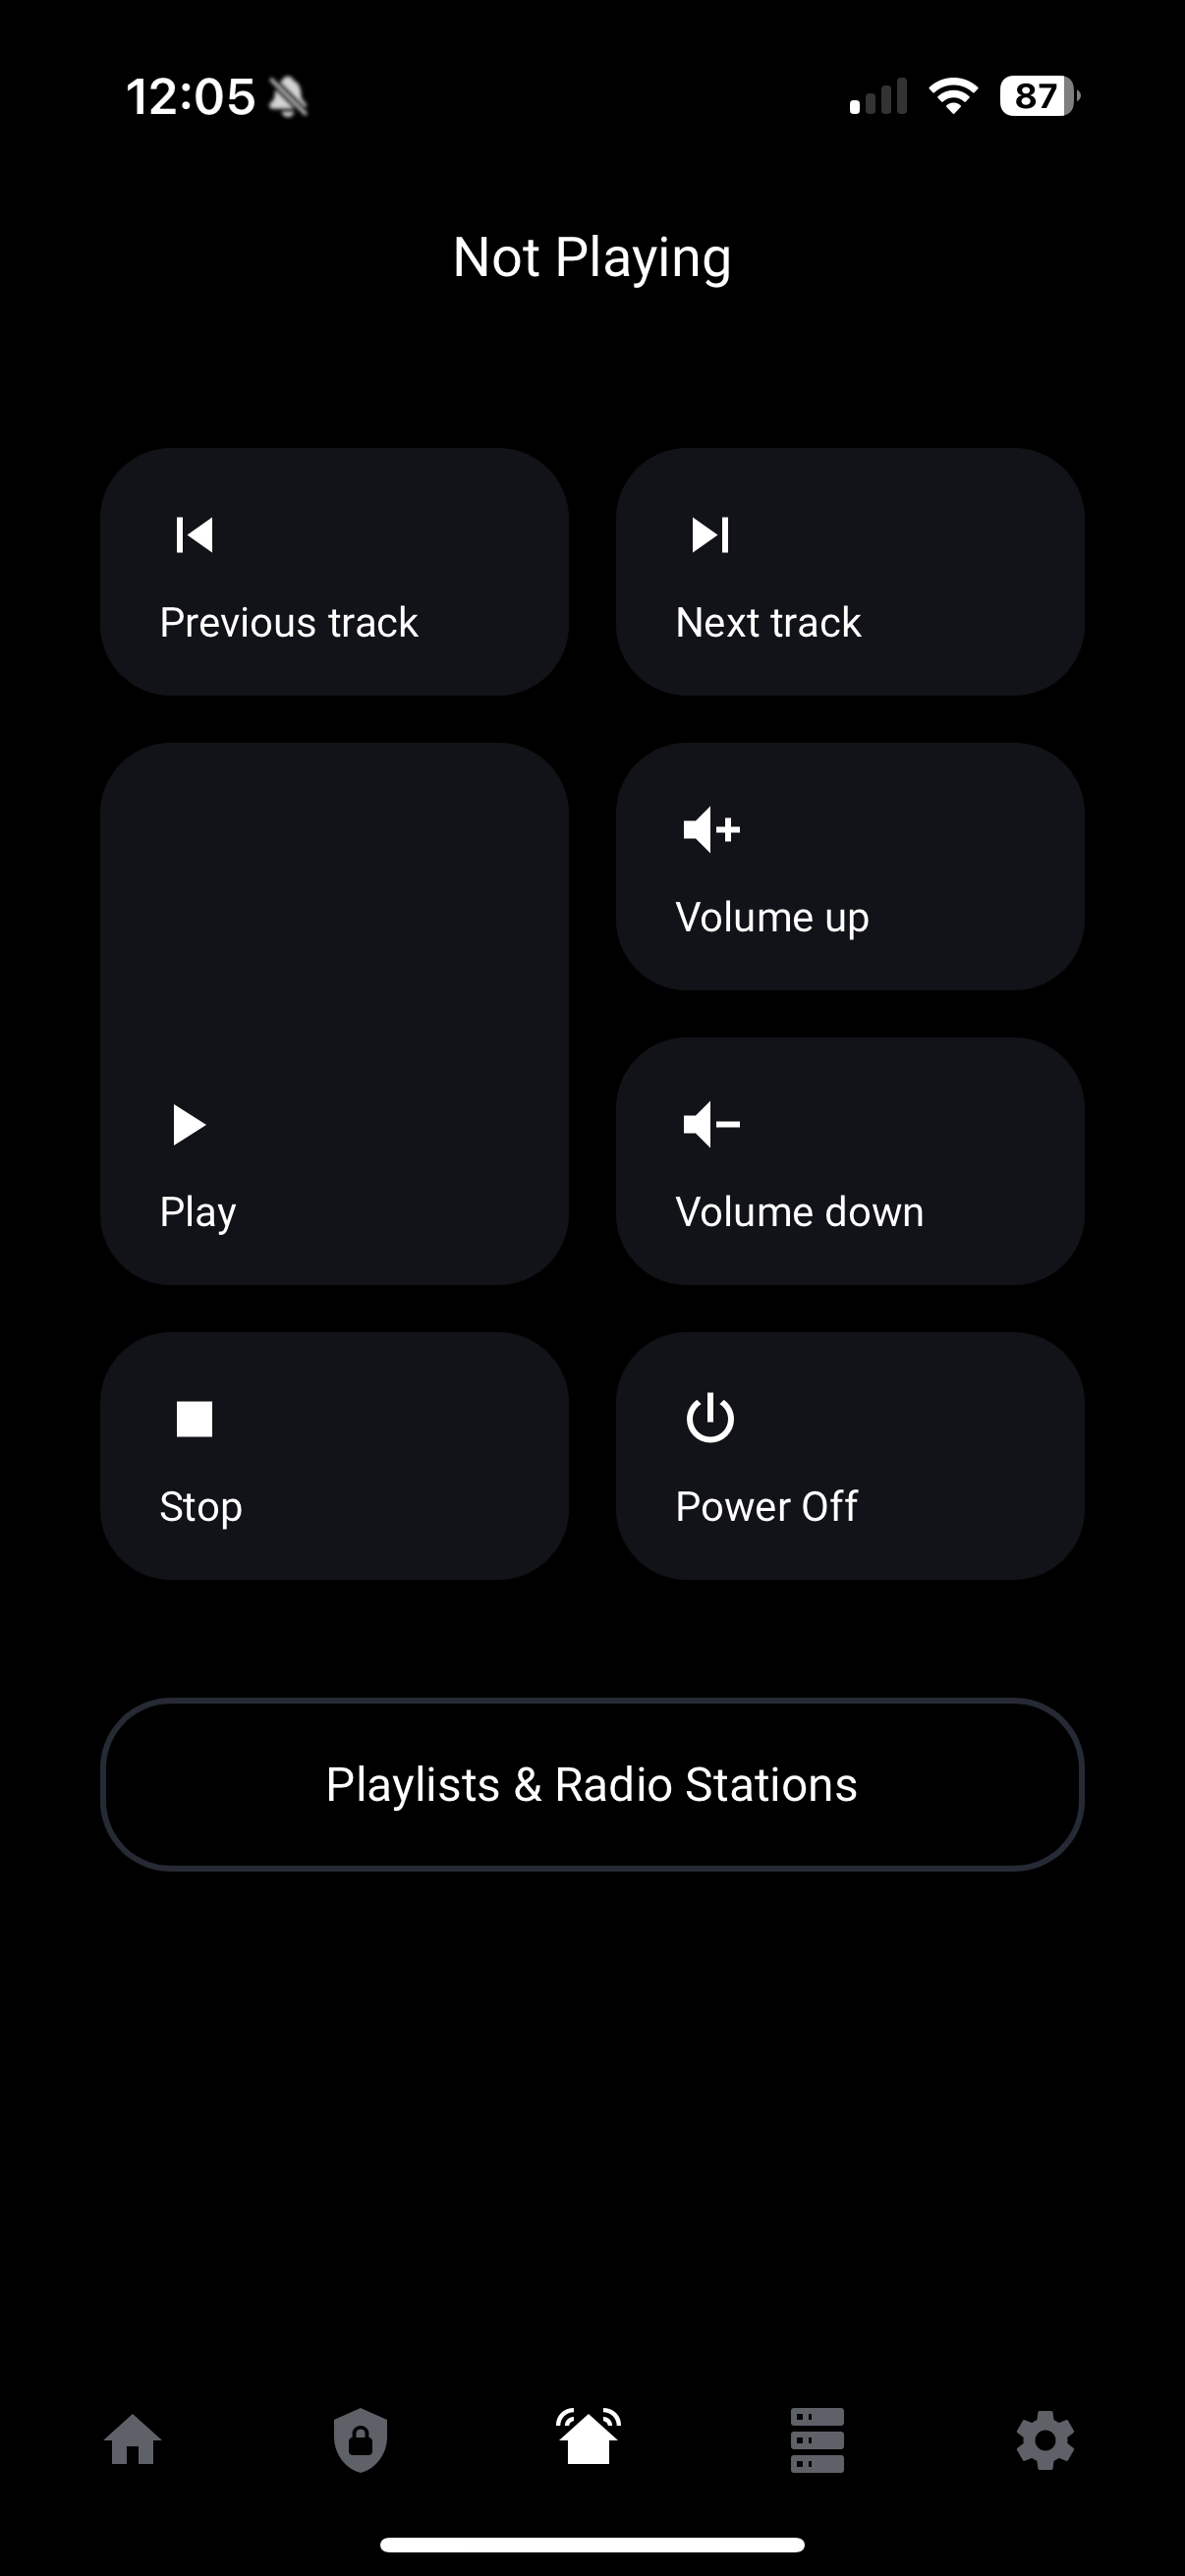 12:05
87
Not Playing
Previous track
Next track
Volume up
Play
Volume down
Stop
Power Off
Playlists & Radio Stations